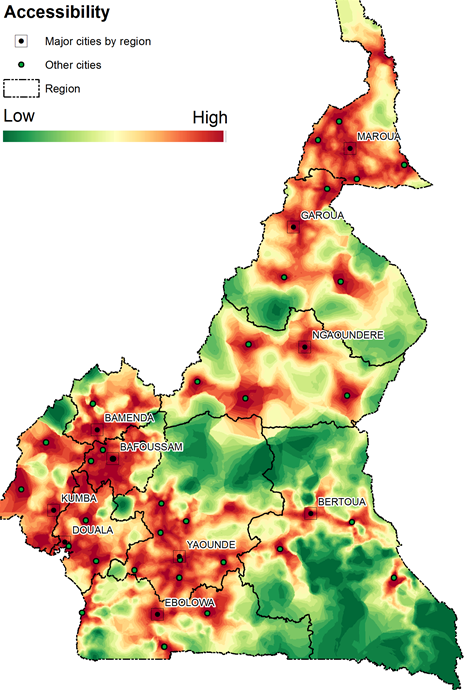 Accessibility
Major cities by region
Other cities
Region
Low High
MAROUA
GAROUA
NGAOUNDERE
BAMENDA
BAFOUSSAM
KUMBA
BERTOUA
DOUALA
YAOUNDE
EBOLOWA